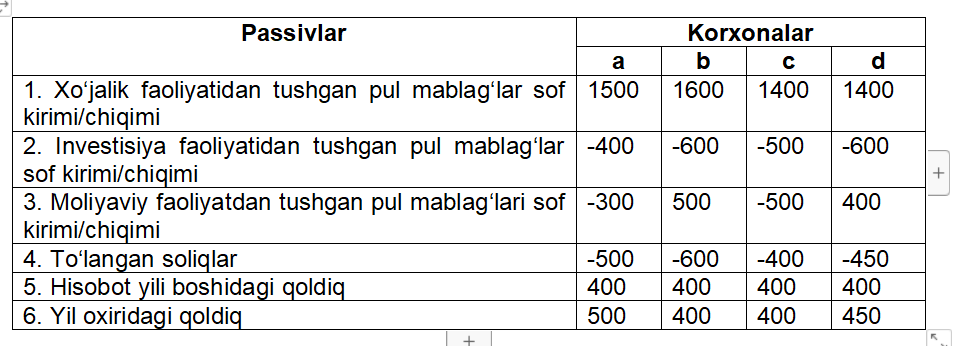 Passivlar Korxonalar
a b c d
1. Xo‘jalik faoliyatidan tushgan pul mablag‘lar sof 1500 1600 1400 1400
kirimi/chiqimi
2. Investisiya faoliyatidan tushgan pul mablag‘lar -400 -600 -500 -600
sof kirimi/chiqimi
3. Moliyaviy faoliyatdan tushgan pul mablag‘lari sof -300 500 -500 400
kirimi/chiqimi
4. To‘langan soliqlar -500 -600 -400 -450
5. Hisobot yili boshidagi qoldiq 400 400 400 400
6. Yil oxiridagi qoldiq 500 400 400 450